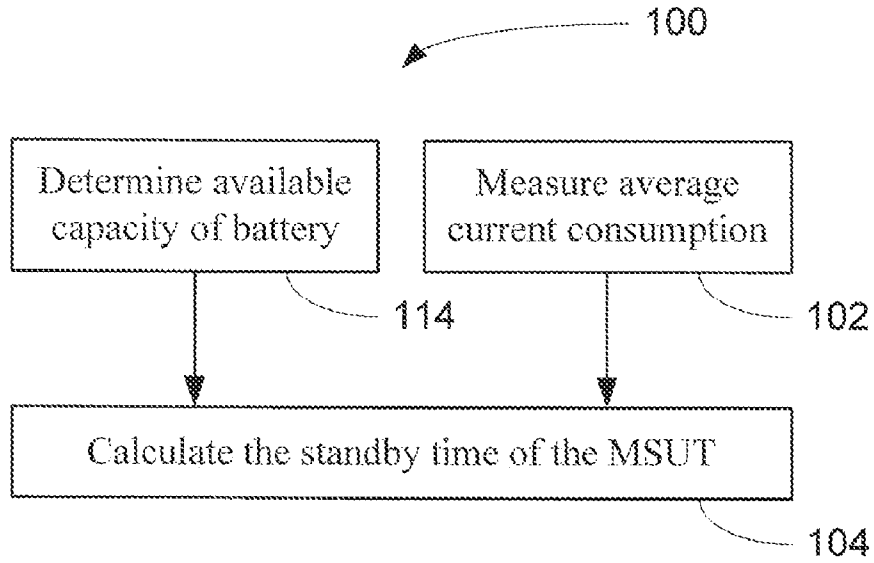 100
Determine available
capacity of battery
114
Measure average
current consumption
102
Calculate the standby time of the MSUT
104